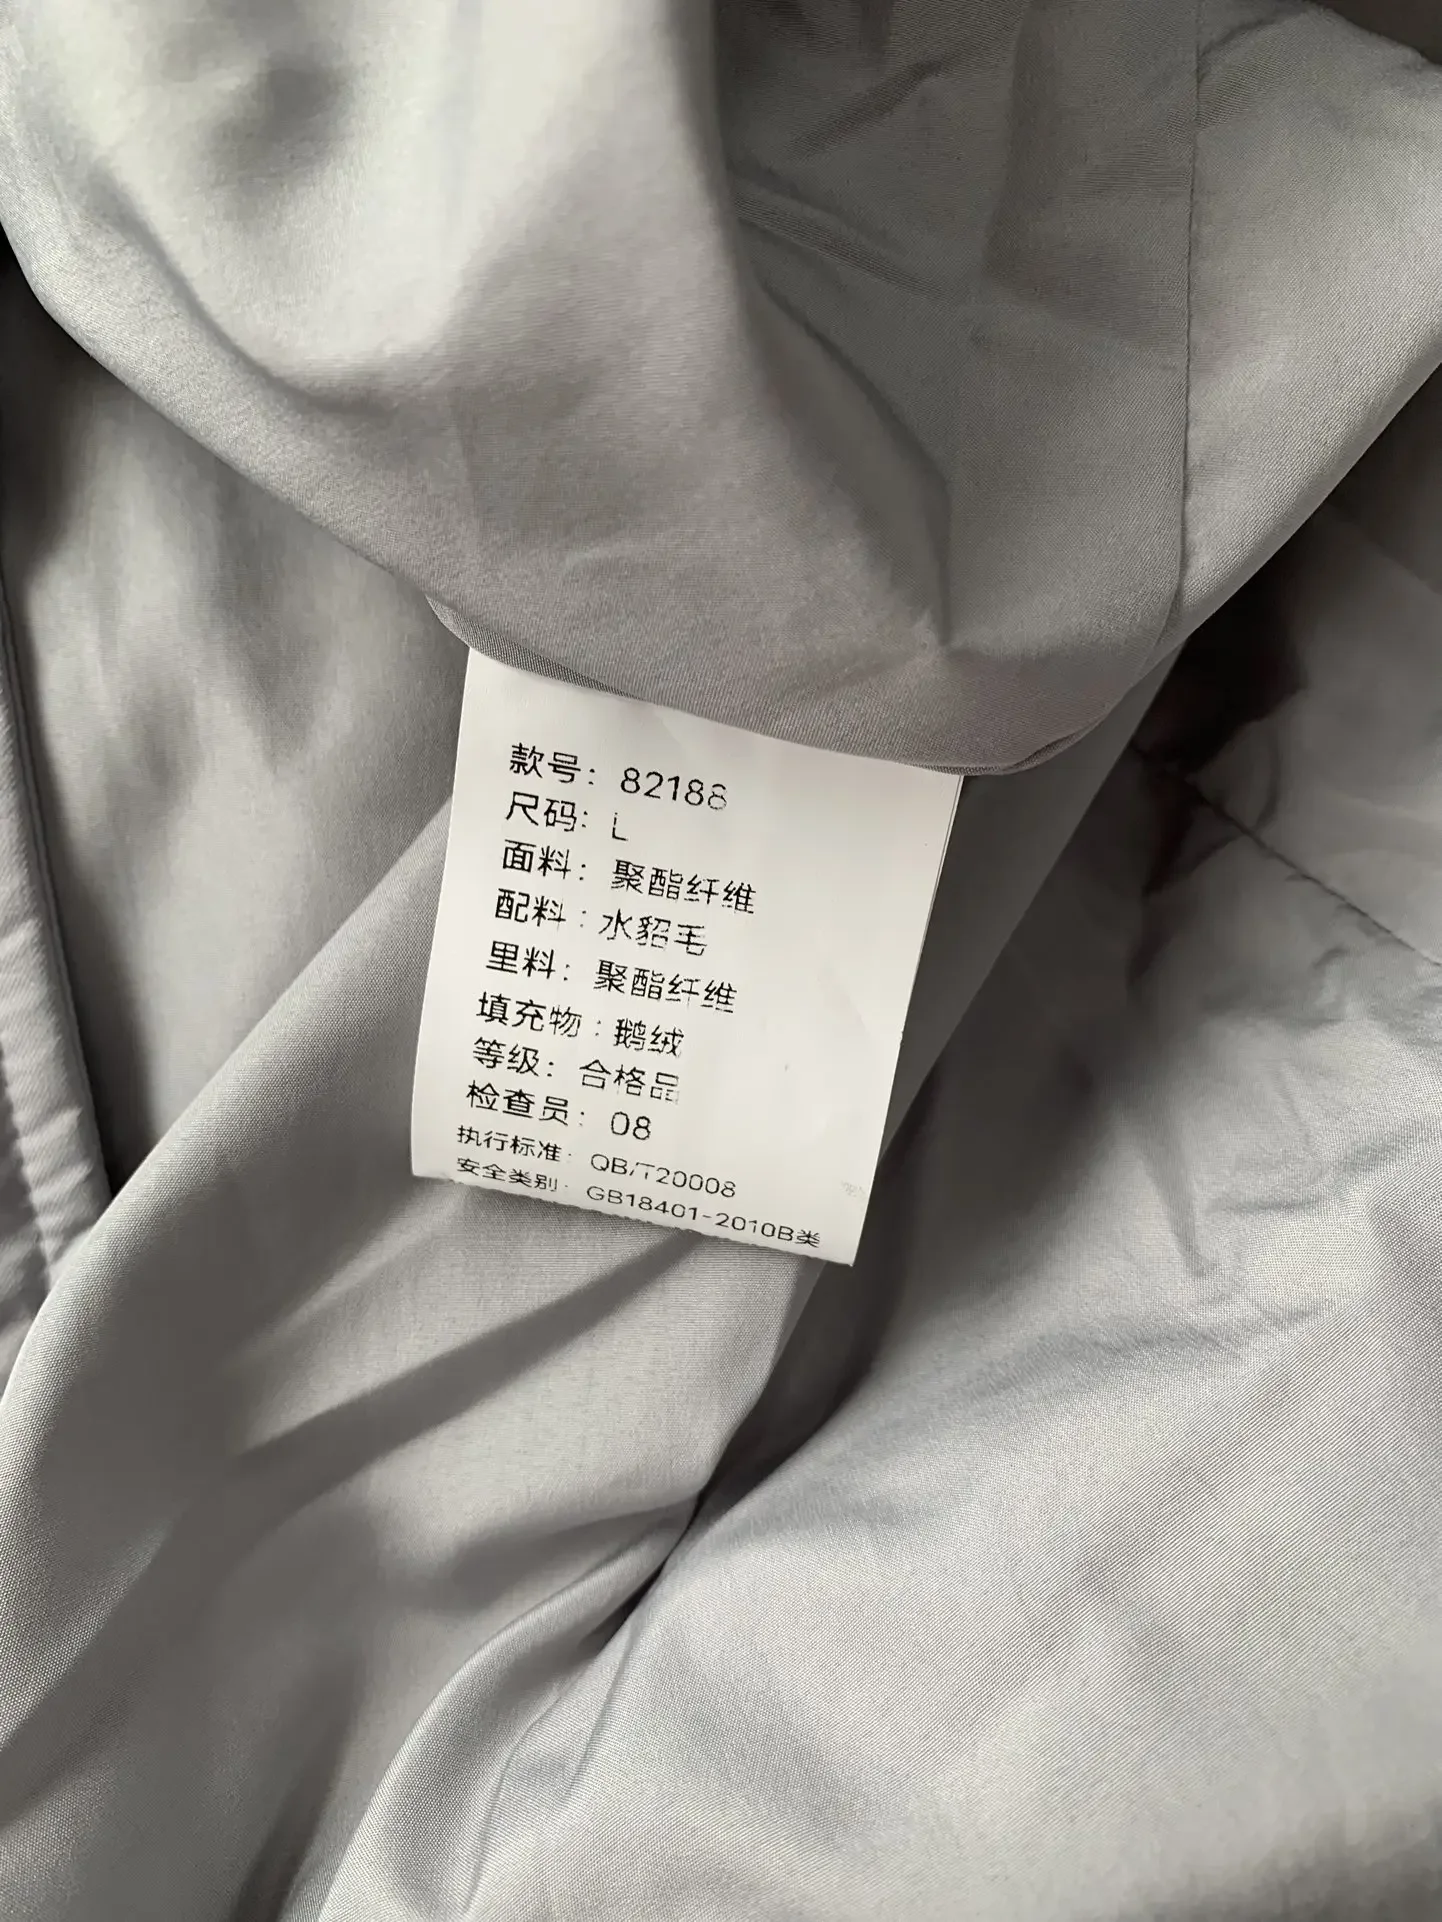 款号：82188
尺码：L
面料：聚酯纤维
配料：水貂毛
里料：聚酯纤维
填充物：鹅绒
等级：合格品
检查员：08
执行标准：QB/T20008
安全类别：GB18401-2010B类